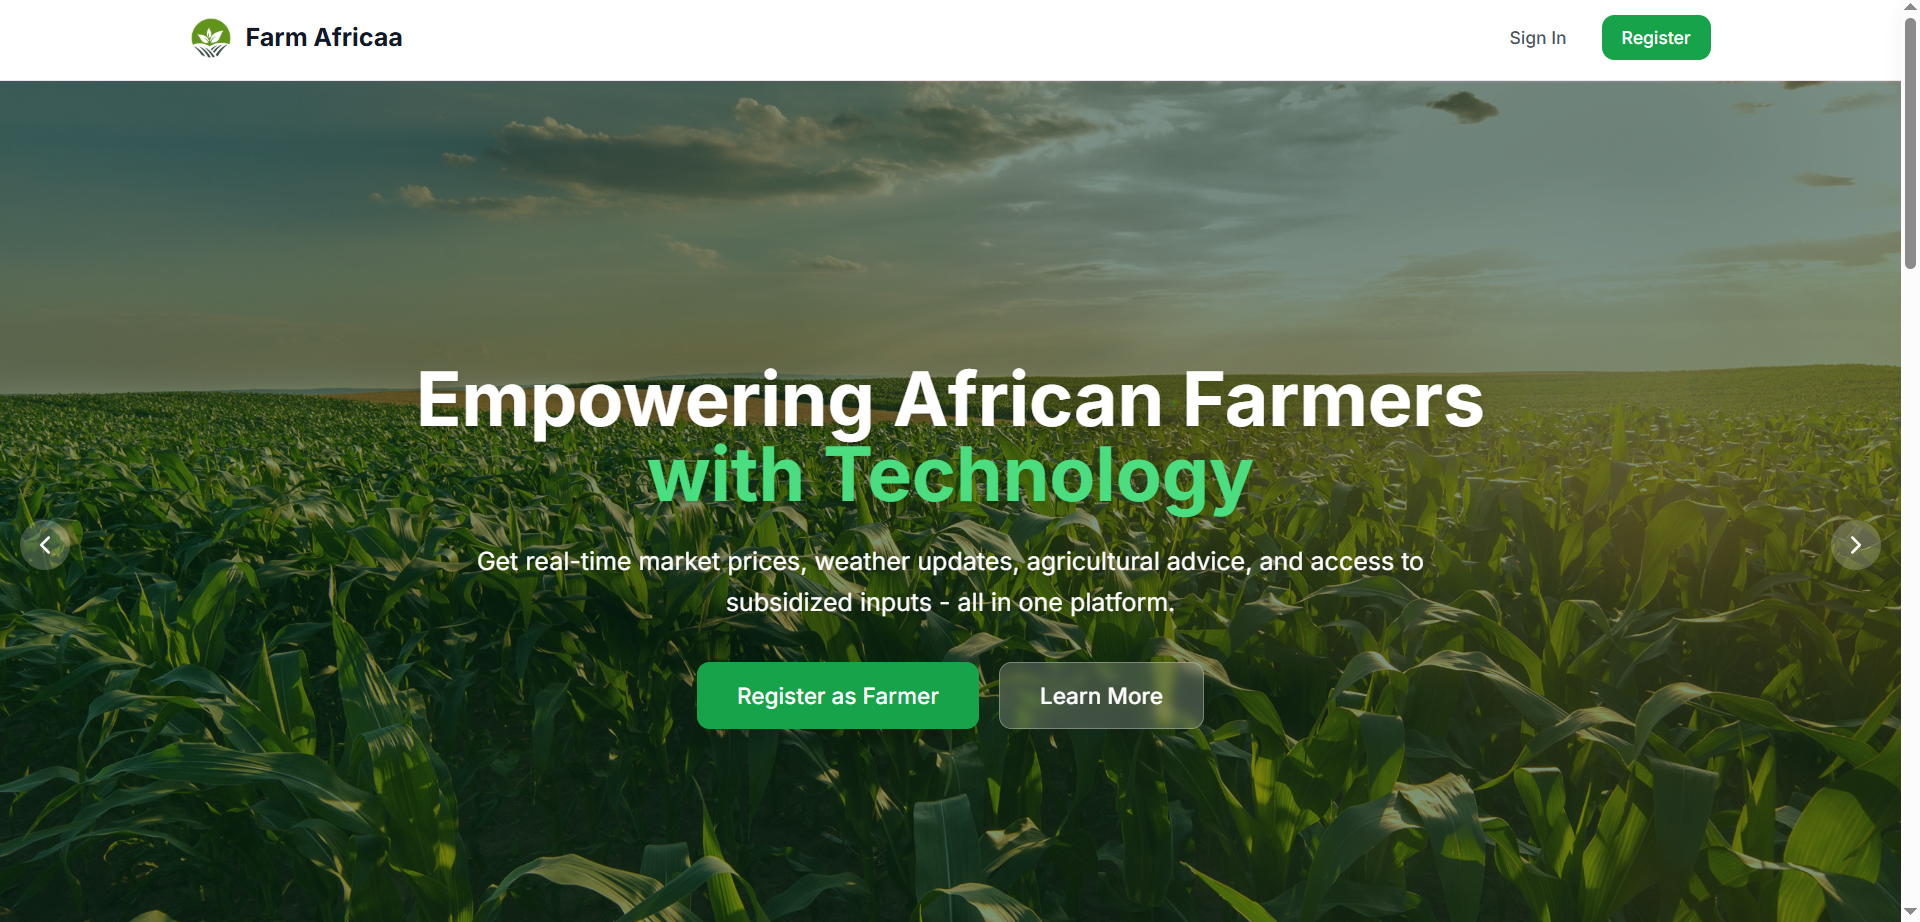 Farm Africaa
Sign In
Register
Empowering African Farmers
with Technology
Get real-time market prices, weather updates, agricultural advice, and access to
subsidized inputs - all in one platform.
Register as Farmer
Learn More